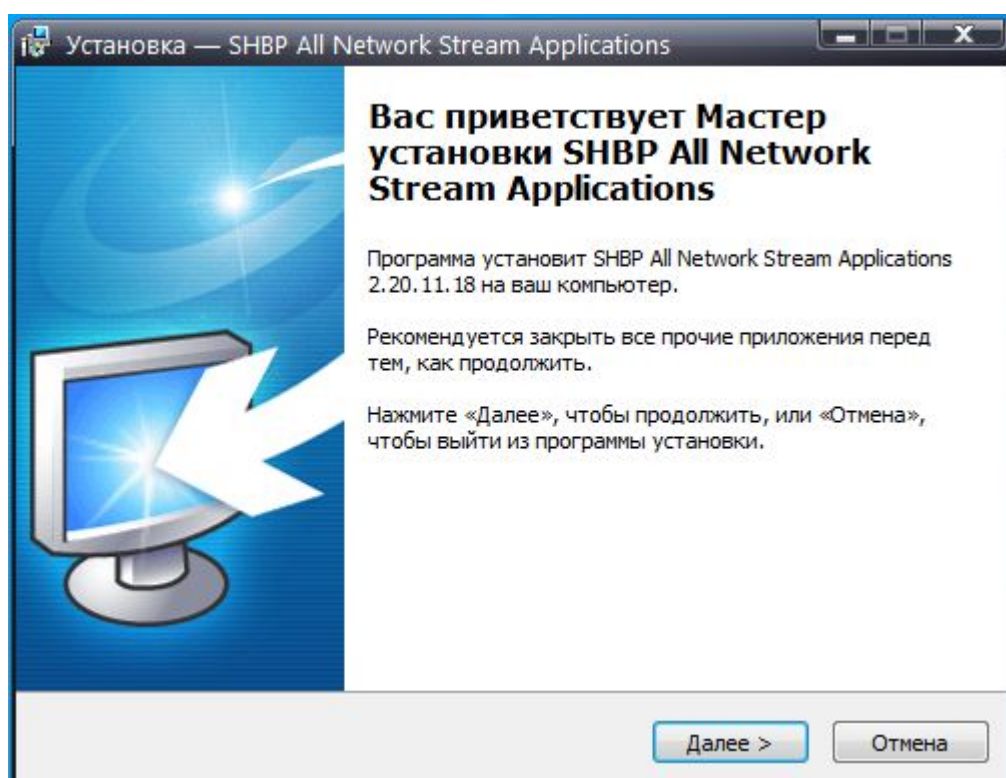 Установка — SHBP All Network Stream Applications
Вас приветствует Мастер
установки SHBP All Network
Stream Applications
Программа установит SHBP All Network Stream Applications
2.20.11.18 на ваш компьютер.
Рекомендуется закрыть все прочие приложения перед
тем, как продолжить.
Нажмите «Далее», чтобы продолжить, или «Отмена»,
чтобы выйти из программы установки.
Далее >
Отмена